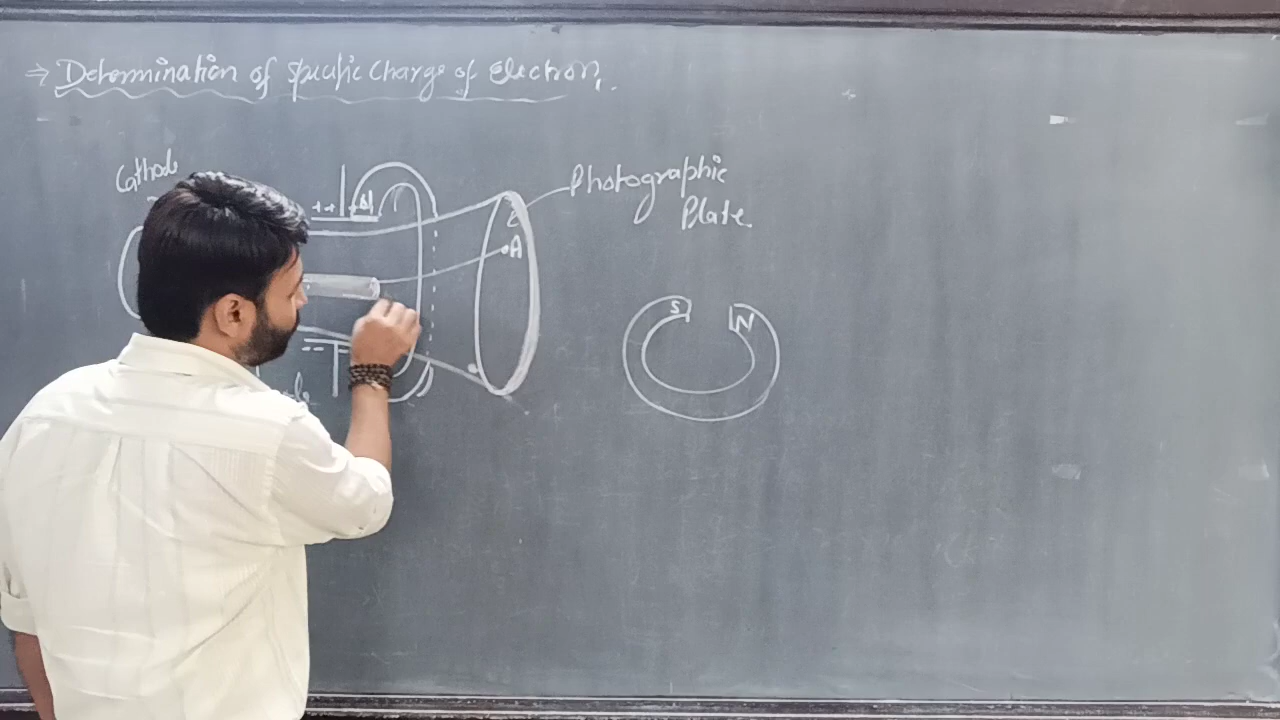 ⇒ Determination of Specific Charge of Electron.
Cathode
Photographic
Plate
++ + N
A
S N
--